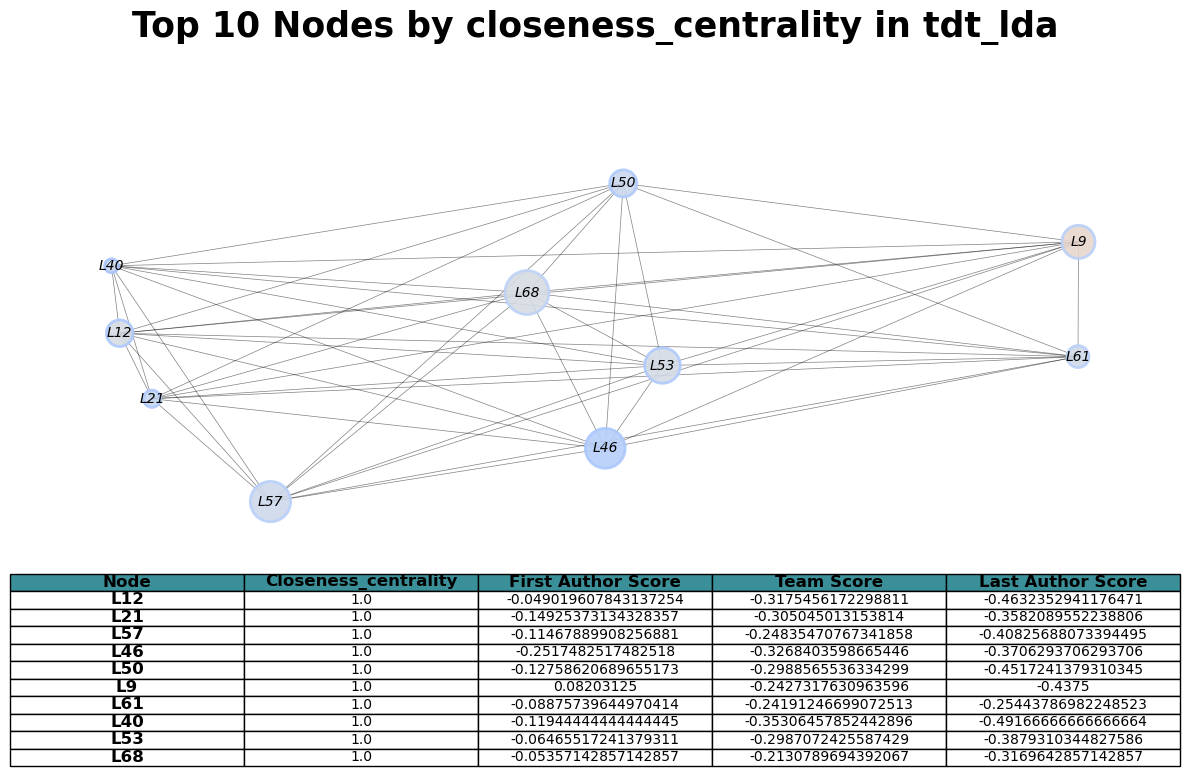 Top 10 Nodes by closeness_centrality in tdt_lda
L50
L9
L40
L68
L12
L61
L53
L21
L46
L57
Node Closeness_centrality First Author Score Team Score Last Author Score
L12 1.0 -0.049019607843137254 -0.3175456172298811 -0.4632352941176471
L21 1.0 -0.14925373134328357 -0.305045013153814 -0.3582089552238806
L57 1.0 -0.11467889908256881 -0.24835470767341858 -0.40825688073394495
L46 1.0 -0.2517482517482518 -0.3268403598665446 -0.3706293706293706
L50 1.0 -0.12758620689655173 -0.2988565536334299 -0.4517241379310345
L9 1.0 0.08203125 -0.2427317630963596 -0.4375
L61 1.0 -0.08875739644970414 -0.24191246699072513 -0.25443786982248523
L40 1.0 -0.11944444444444445 -0.35306457852442896 -0.49166666666666664
L53 1.0 -0.06465517241379311 -0.2987072425587429 -0.3879310344827586
L68 1.0 -0.05357142857142857 -0.2130789694392067 -0.3169642857142857